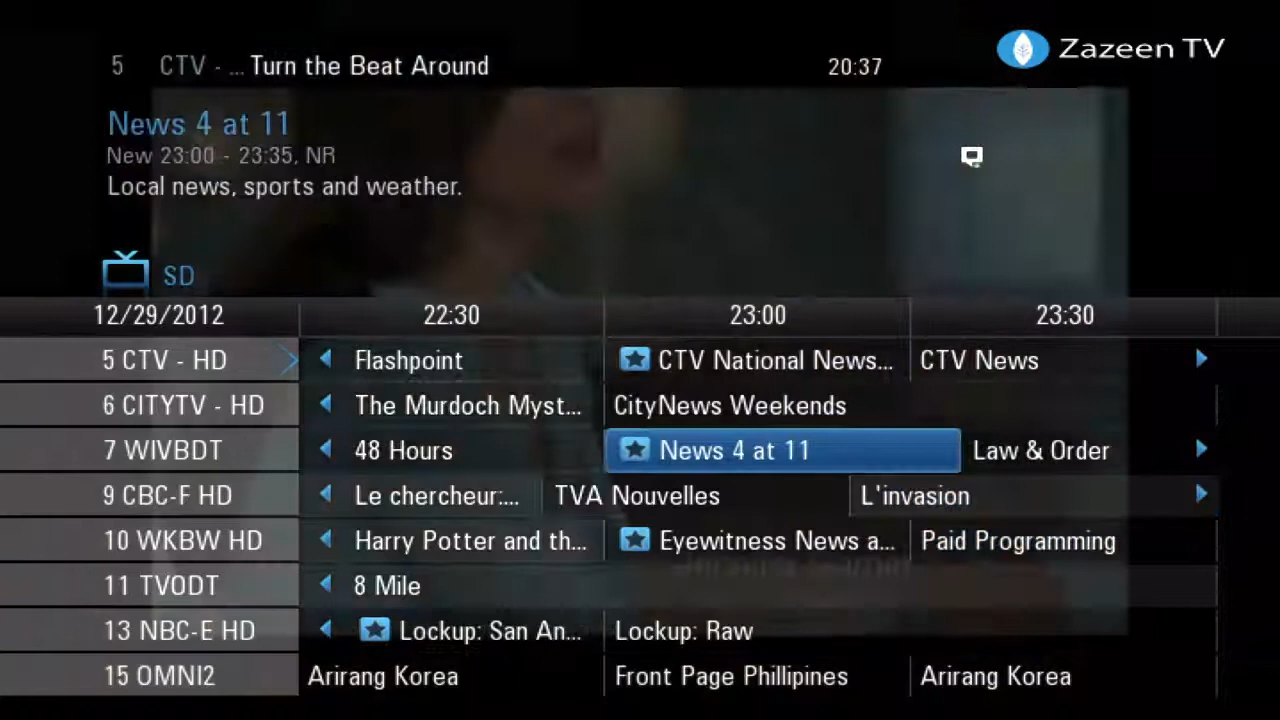 5 CTV - ... Turn the Beat Around 20:37
Zazeen TV
News 4 at 11
New 23:00 - 23:35, NR
Local news, sports and weather.
SD
12/29/2012 22:30 23:00 23:30
5 CTV - HD Flashpoint CTV National News... CTV News
6 CITYTV - HD The Murdoch Myst... CityNews Weekends
7 WIVBDT 48 Hours News 4 at 11 Law & Order
9 CBC-F HD Le chercheur:... TVA Nouvelles L'invasion
10 WKBW HD Harry Potter and th... Eyewitness News a... Paid Programming
11 TVODT 8 Mile
13 NBC-E HD Lockup: San An... Lockup: Raw
15 OMNI2 Arirang Korea Front Page Phillipines Arirang Korea